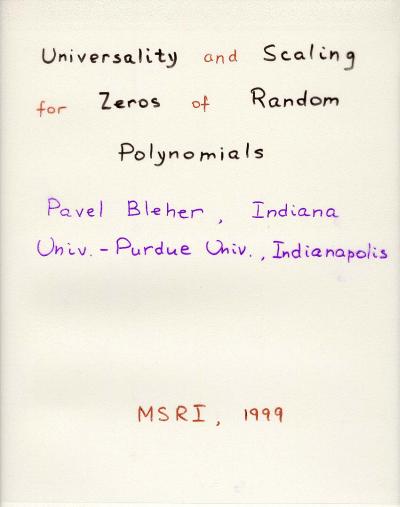 Universality and Scaling
for Zeros of Random
Polynomials
Pavel Bleher, Indiana
Univ. - Purdue Univ., Indianapolis
MSRI, 1999